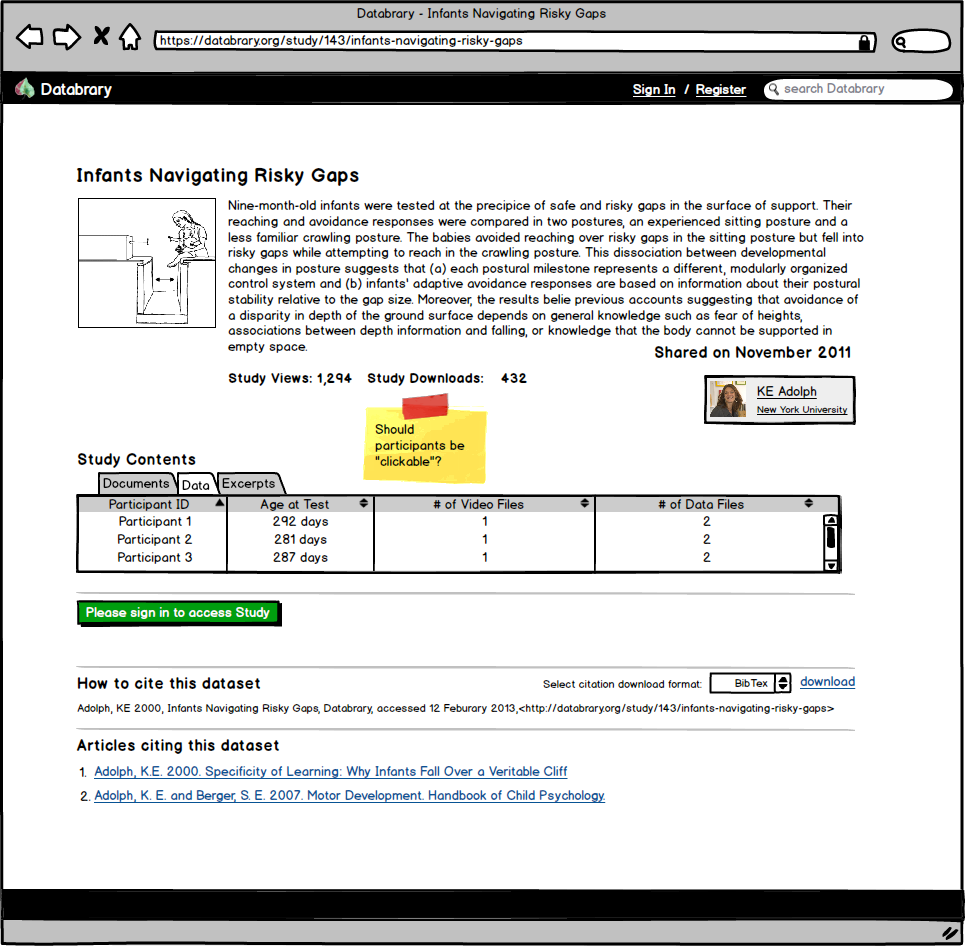 Databrary - Infants Navigating Risky Gaps
https://databrary.org/study/143/infants-navigating-risky-gaps
Databrary
Sign In / Register
search Databrary
Infants Navigating Risky Gaps
Nine-month-old infants were tested at the precipice of safe and risky gaps in the surface of support. Their
reaching and avoidance responses were compared in two postures, an experienced sitting posture and a
less familiar crawling posture. The babies avoided reaching over risky gaps in the sitting posture but fell into
risky gaps while attempting to reach in the crawling posture. This dissociation between developmental
changes in posture suggests that (a) each postural milestone represents a different, modularly organized
control system and (b) infants' adaptive avoidance responses are based on information about their postural
stability relative to the gap size. Moreover, the results belie previous accounts suggesting that avoidance of
a disparity in depth of the ground surface depends on general knowledge such as fear of heights,
associations between depth information and falling, or knowledge that the body cannot be supported in
empty space.
Shared on November 2011
Study Views: 1,294 Study Downloads: 432
KE Adolph
New York University
Should
participants be
"clickable"?
Study Contents
Documents Data Excerpts
Participant ID Age at Test # of Video Files # of Data Files
Participant 1 292 days 1 2
Participant 2 281 days 1 2
Participant 3 287 days 1 2
Please sign in to access Study
How to cite this dataset
Select citation download format: BibTex download
Adolph, KE 2000, Infants Navigating Risky Gaps, Databrary, accessed 12 Feburary 2013,<http://databrary.org/study/143/infants-navigating-risky-gaps>
Articles citing this dataset
1. Adolph, K.E. 2000. Specificity of Learning: Why Infants Fall Over a Veritable Cliff
2. Adolph, K. E. and Berger, S. E. 2007. Motor Development. Handbook of Child Psychology.